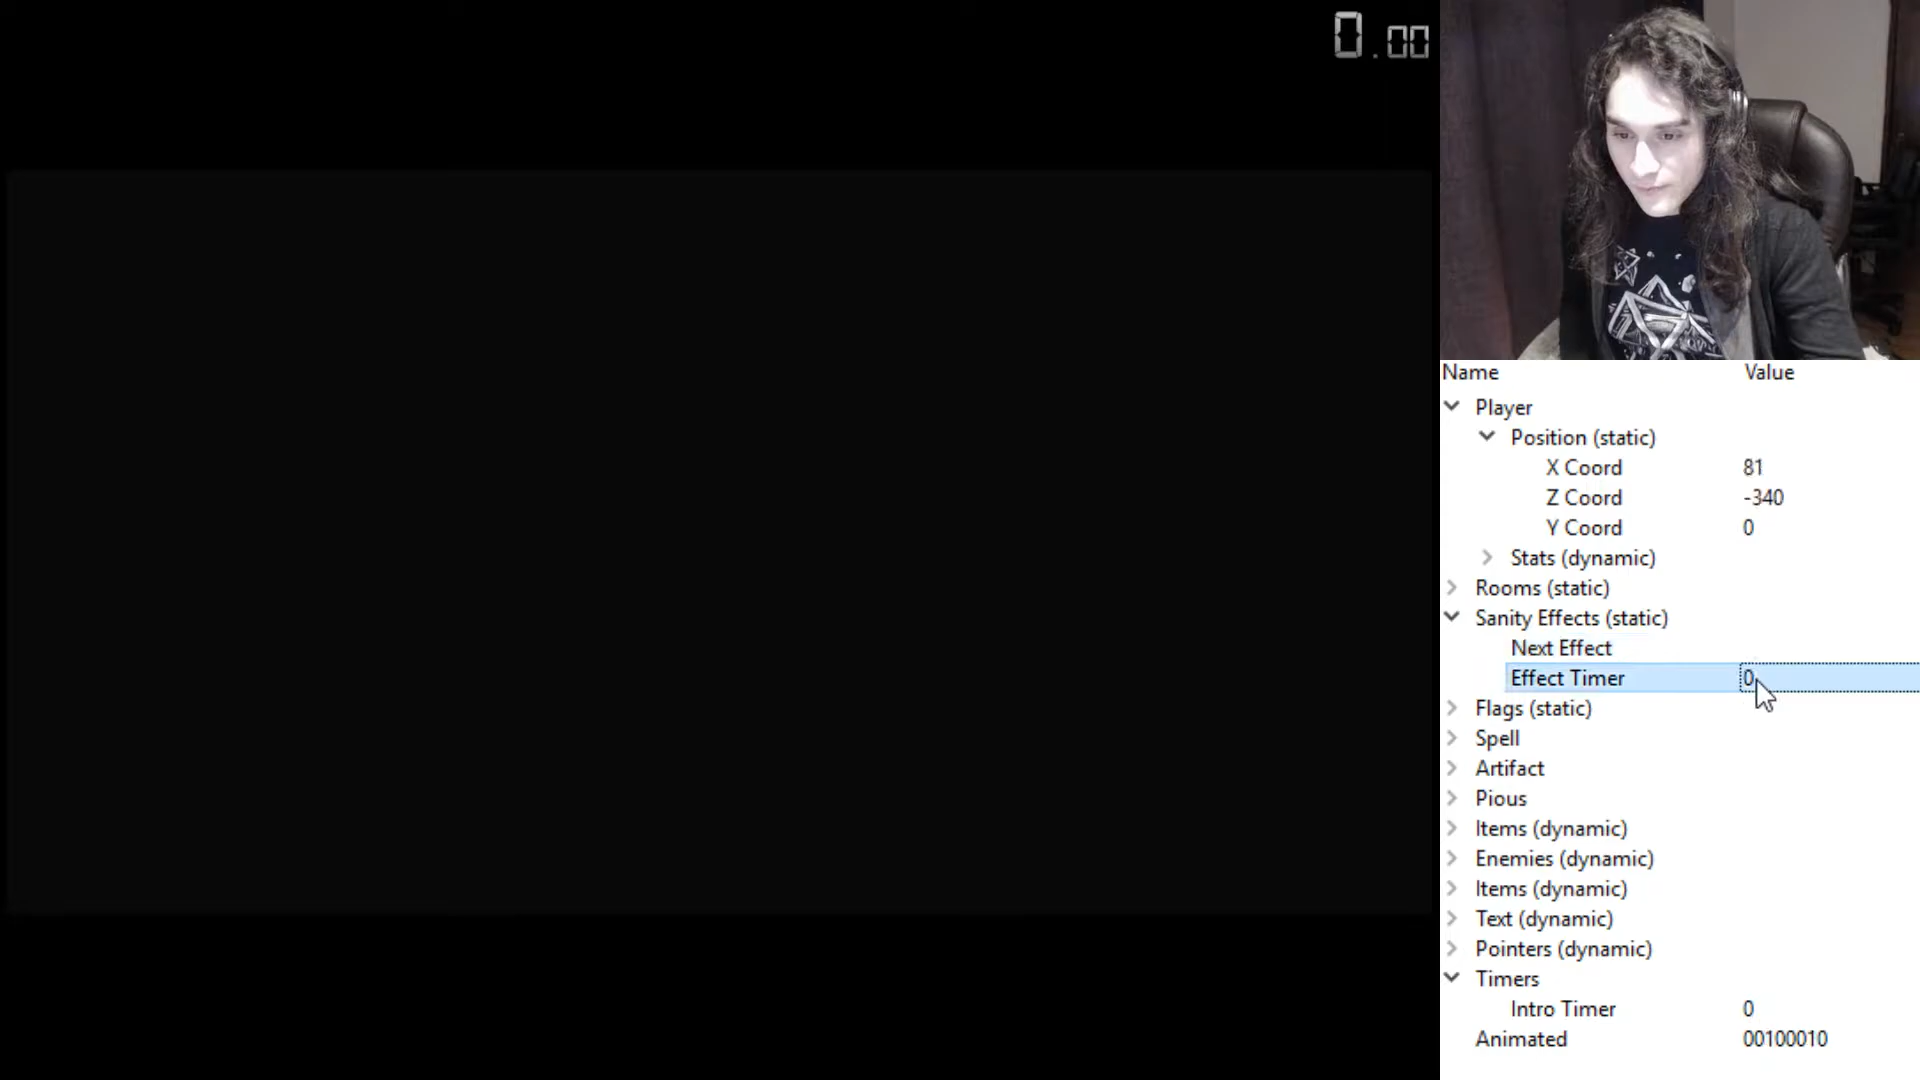 0.00
Name Value
Player
Position (static)
X Coord 81
Z Coord -340
Y Coord 0
Stats (dynamic)
Rooms (static)
Sanity Effects (static)
Next Effect
Effect Timer 0
Flags (static)
Spell
Artifact
Pious
Items (dynamic)
Enemies (dynamic)
Items (dynamic)
Text (dynamic)
Pointers (dynamic)
Timers
Intro Timer 0
Animated 00100010